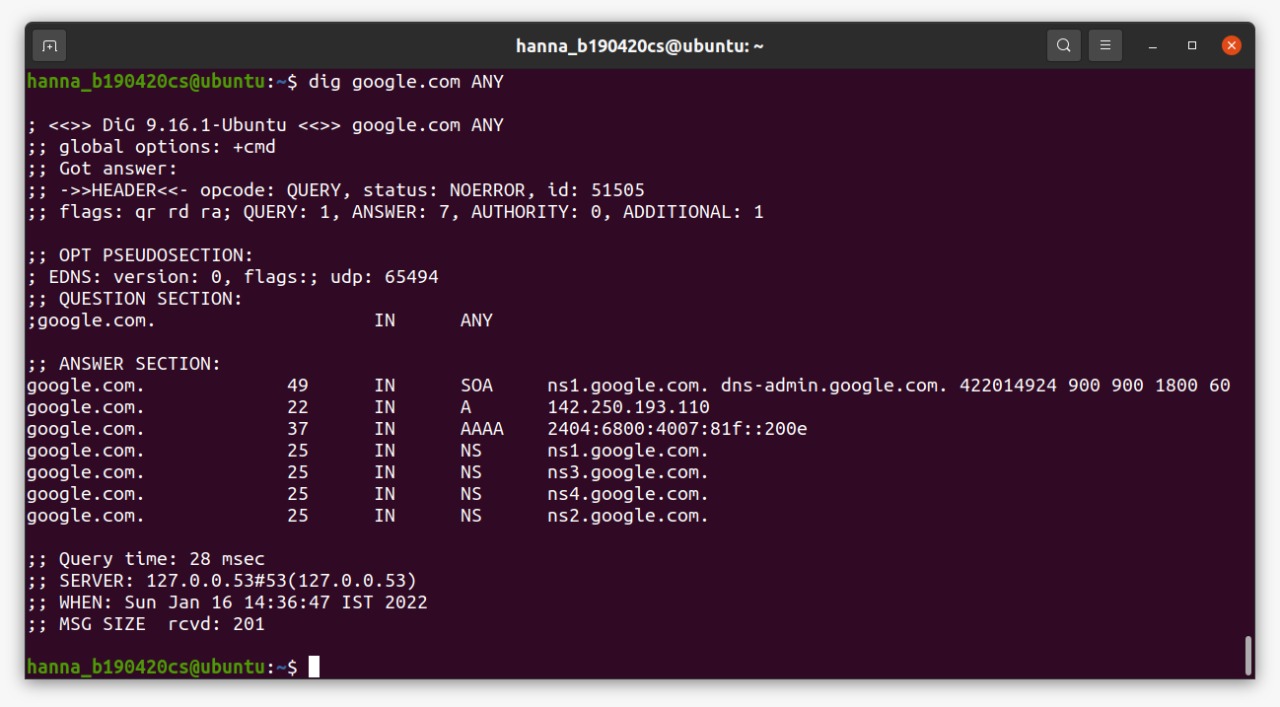 hanna_b190420cs@ubuntu: ~
hanna_b190420cs@ubuntu:~$ dig google.com ANY

; <<>> DiG 9.16.1-Ubuntu <<>> google.com ANY
;; global options: +cmd
;; Got answer:
;; ->>HEADER<<- opcode: QUERY, status: NOERROR, id: 51505
;; flags: qr rd ra; QUERY: 1, ANSWER: 7, AUTHORITY: 0, ADDITIONAL: 1

;; OPT PSEUDOSECTION:
; EDNS: version: 0, flags:; udp: 65494
;; QUESTION SECTION:
;google.com.			IN	ANY

;; ANSWER SECTION:
google.com.		49	IN	SOA	ns1.google.com. dns-admin.google.com. 422014924 900 900 1800 60
google.com.		22	IN	A	142.250.193.110
google.com.		37	IN	AAAA	2404:6800:4007:81f::200e
google.com.		25	IN	NS	ns1.google.com.
google.com.		25	IN	NS	ns3.google.com.
google.com.		25	IN	NS	ns4.google.com.
google.com.		25	IN	NS	ns2.google.com.

;; Query time: 28 msec
;; SERVER: 127.0.0.53#53(127.0.0.53)
;; WHEN: Sun Jan 16 14:36:47 IST 2022
;; MSG SIZE  rcvd: 201

hanna_b190420cs@ubuntu:~$